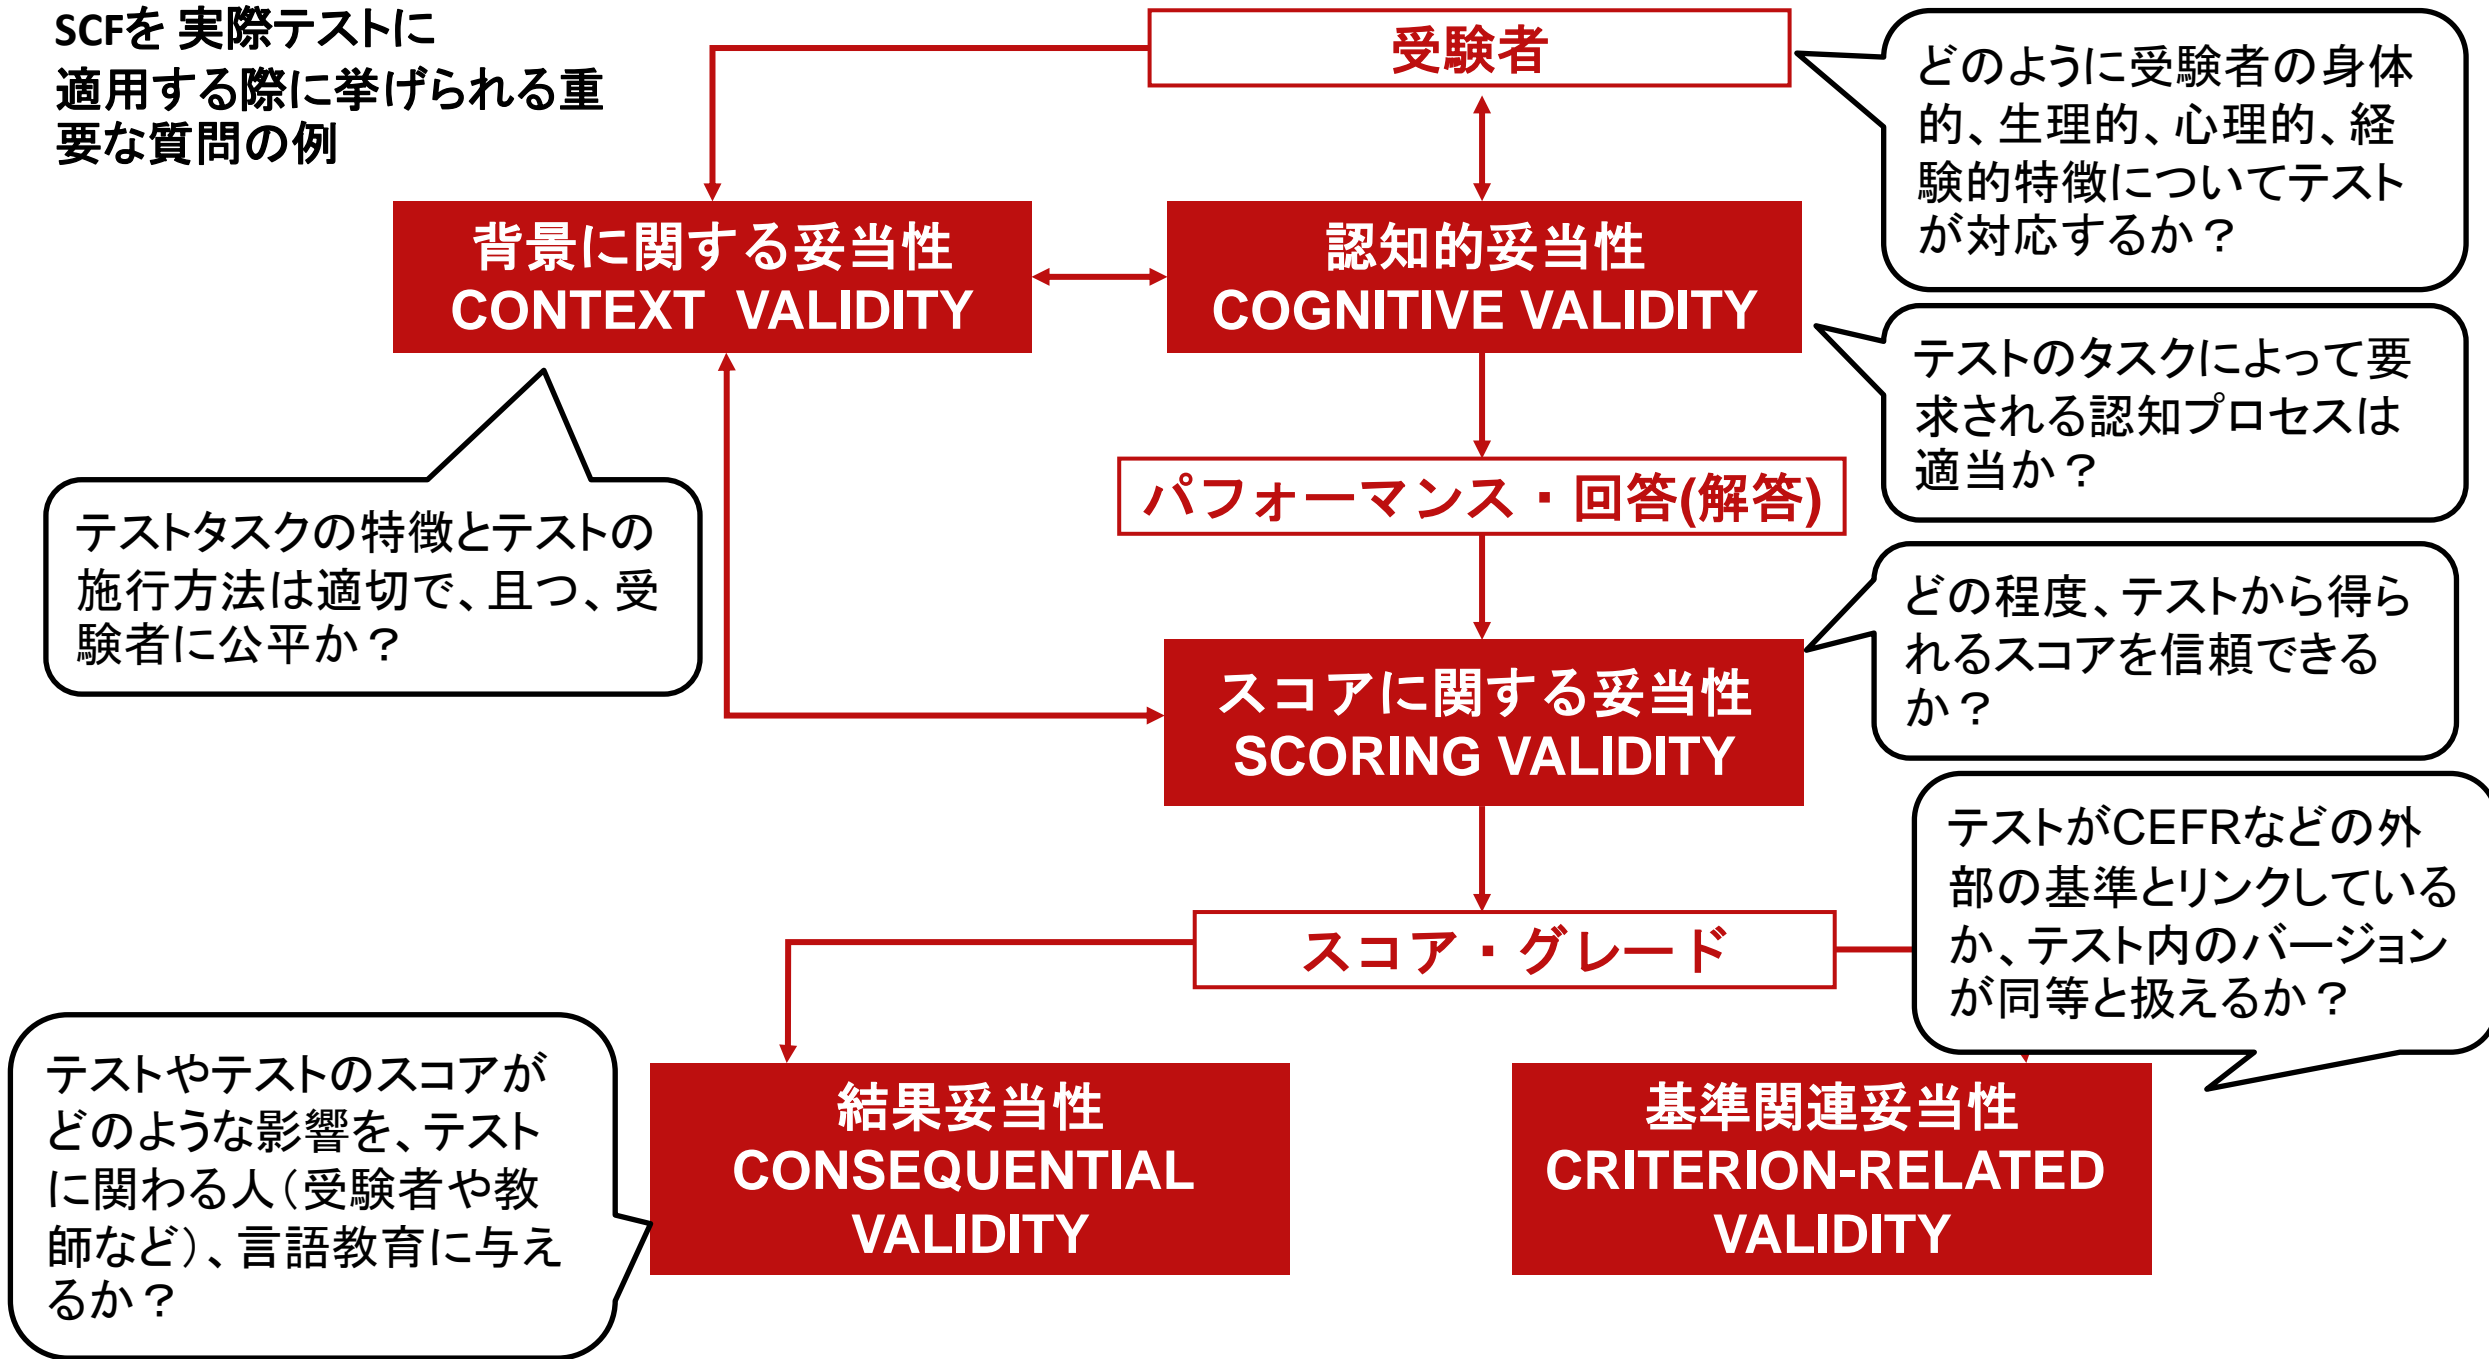 SCFを 実際テストに
適用する際に挙げられる重
要な質問の例
受験者
どのように受験者の身体
的、生理的、心理的、経
験的特徴についてテスト
が対応するか？
背景に関する妥当性
CONTEXT VALIDITY
認知的妥当性
COGNITIVE VALIDITY
テストのタスクによって要
求される認知プロセスは
適当か？
パフォーマンス・回答(解答)
テストタスクの特徴とテストの
施行方法は適切で、且つ、受
験者に公平か？
どの程度、テストから得ら
れるスコアを信頼できる
か？
スコアに関する妥当性
SCORING VALIDITY
テストがCEFRなどの外
部の基準とリンクしている
か、テスト内のバージョン
が同等と扱えるか？
スコア・グレード
テストやテストのスコアが
どのような影響を、テスト
に関わる人（受験者や教
師など）、言語教育に与え
るか？
結果妥当性
CONSEQUENTIAL
VALIDITY
基準関連妥当性
CRITERION-RELATED
VALIDITY